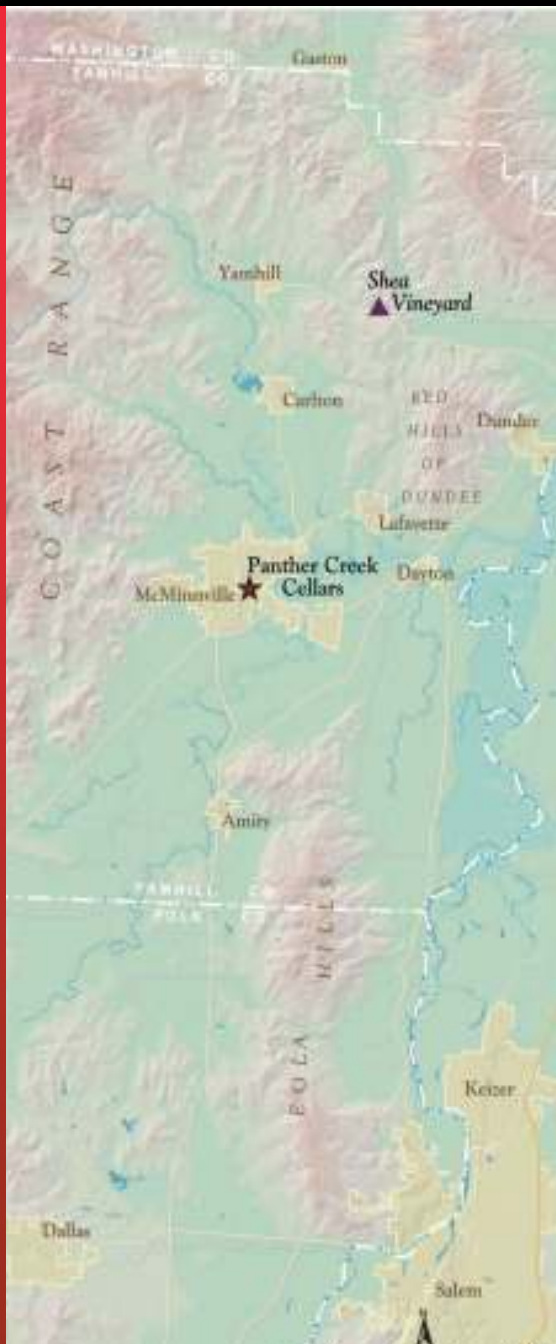 WASHINGTON CO
YAMHILL CO
Gaston
COAST RANGE
Yamhill
Shea
Vineyard
Carlton
RED
HILLS
OF
DUNDEE
Dundee
Lafayette
Panther Creek
Cellars
McMinnville
Dayton
Amity
YAMHILL CO
POLK CO
EOLA HILLS
Keizer
Dallas
Salem
N